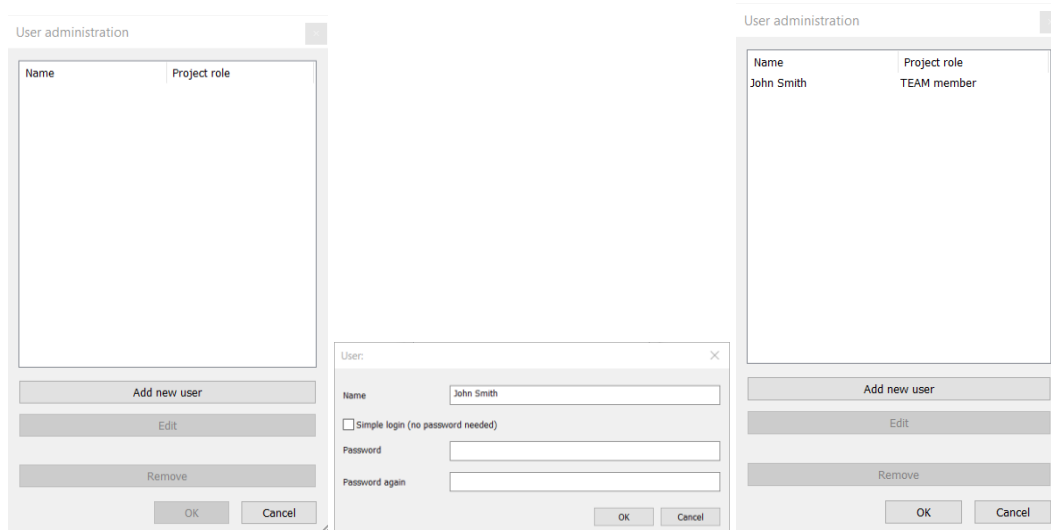 User administration
Name Project role
Add new user
Edit
Remove
OK Cancel
User:
Name John Smith
Simple login (no password needed)
Password
Password again
OK Cancel
User administration
Name Project role
John Smith TEAM member
Add new user
Edit
Remove
OK Cancel